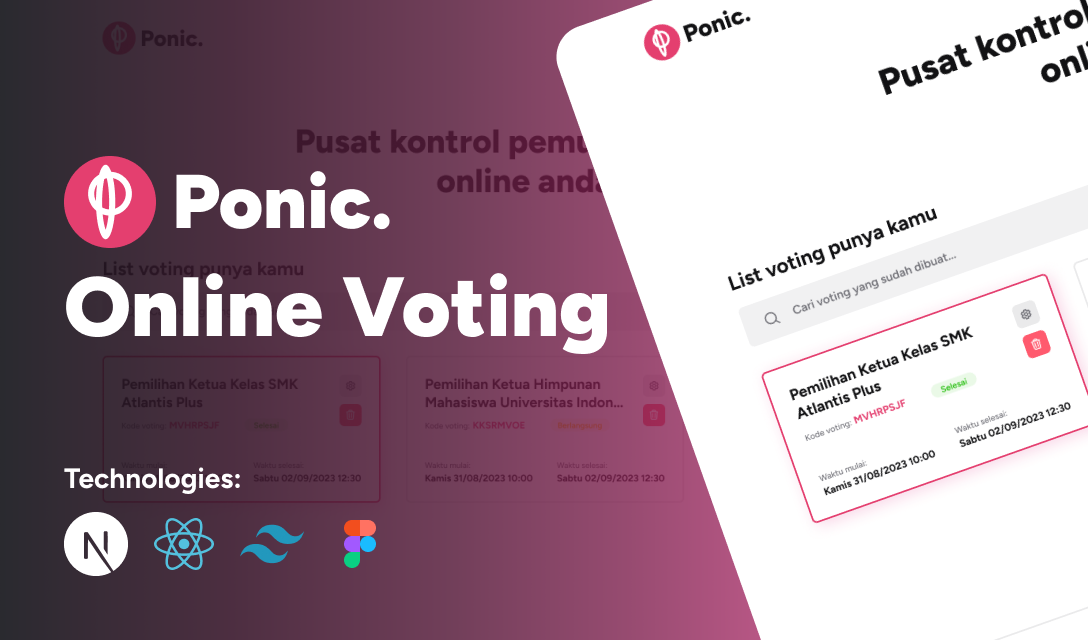 Ponic.
Pusat kontrol pemu
online anda
Ponic.
List voting punya kamu
Online Voting
Pemilihan Ketua Kelas SMK
Atlantis Plus
Kode voting: MVHRPSJF
Selesai
Waktu mulai:
Waktu selesai:
Sabtu 02/09/2023 12:30
Pemilihan Ketua Himpunan
Mahasiswa Universitas Indon...
Kode voting: KKSRMVOE
Waktu mulai:
Waktu selesai:
Kamis 31/08/2023 10:00
Sabtu 02/09/2023 12:30
Technologies:
N
Ponic.
Pusat kontrol
onl
List voting punya kamu
Cari voting yang sudah dibuat...
Pemilihan Ketua Kelas SMK
Atlantis Plus
Kode voting: MVHRPSJF
Selesai
Waktu mulai:
Kamis 31/08/2023 10:00
Waktu selesai:
Sabtu 02/09/2023 12:30